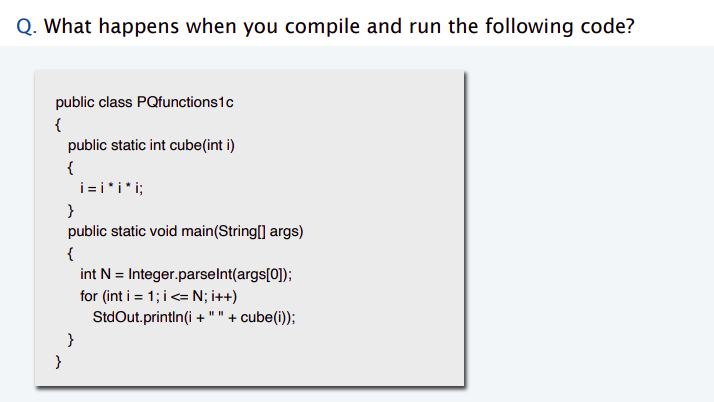 Q. What happens when you compile and run the following code?
public class PQfunctions1c
{
public static int cube(int i)
{
i = i * i * i;
}
public static void main(String[] args)
{
int N = Integer.parseInt(args[0]);
for (int i = 1; i <= N; i++)
StdOut.println(i + " " + cube(i));
}
}